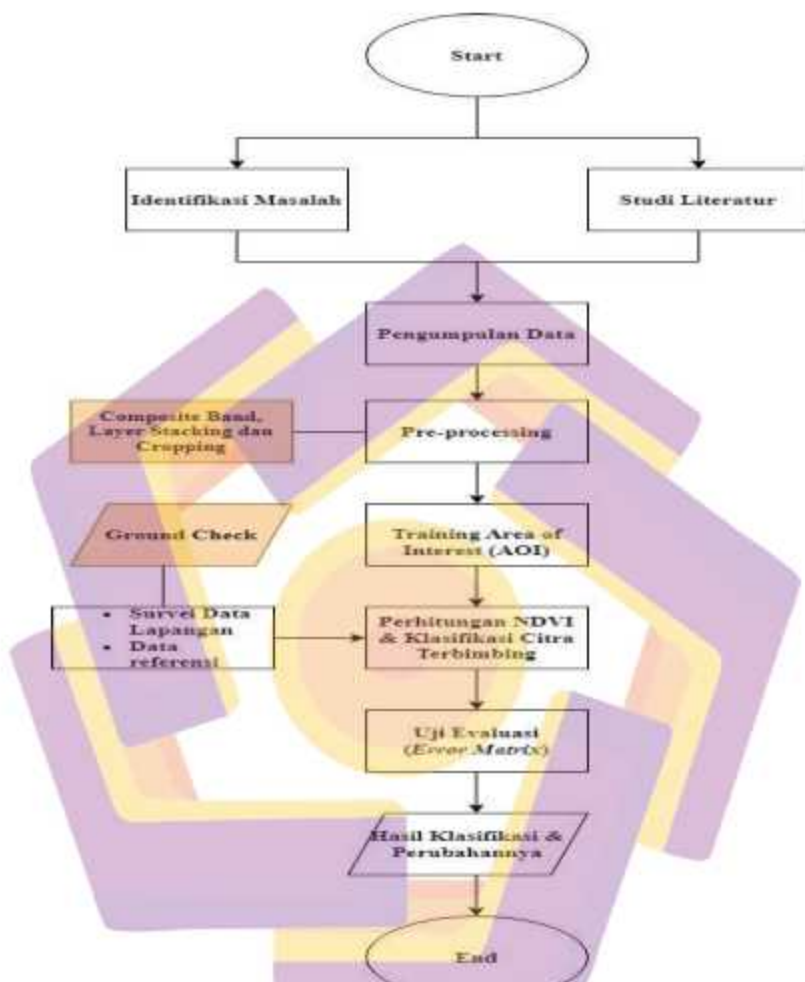 Start
Identifikasi Masalah
Studi Literatur
Pengumpulan Data
Composite Band,
Layer Stacking dan
Cropping
Pre-processing
Ground Check
Training Area of
Interest (AOI)
• Survei Data
Lapangan
• Data
referensi
Perhitungan NDVI
& Klasifikasi Citra
Terbimbing
Uji Evaluasi
(Error Matrix)
Hasil Klasifikasi &
Perubahannya
End